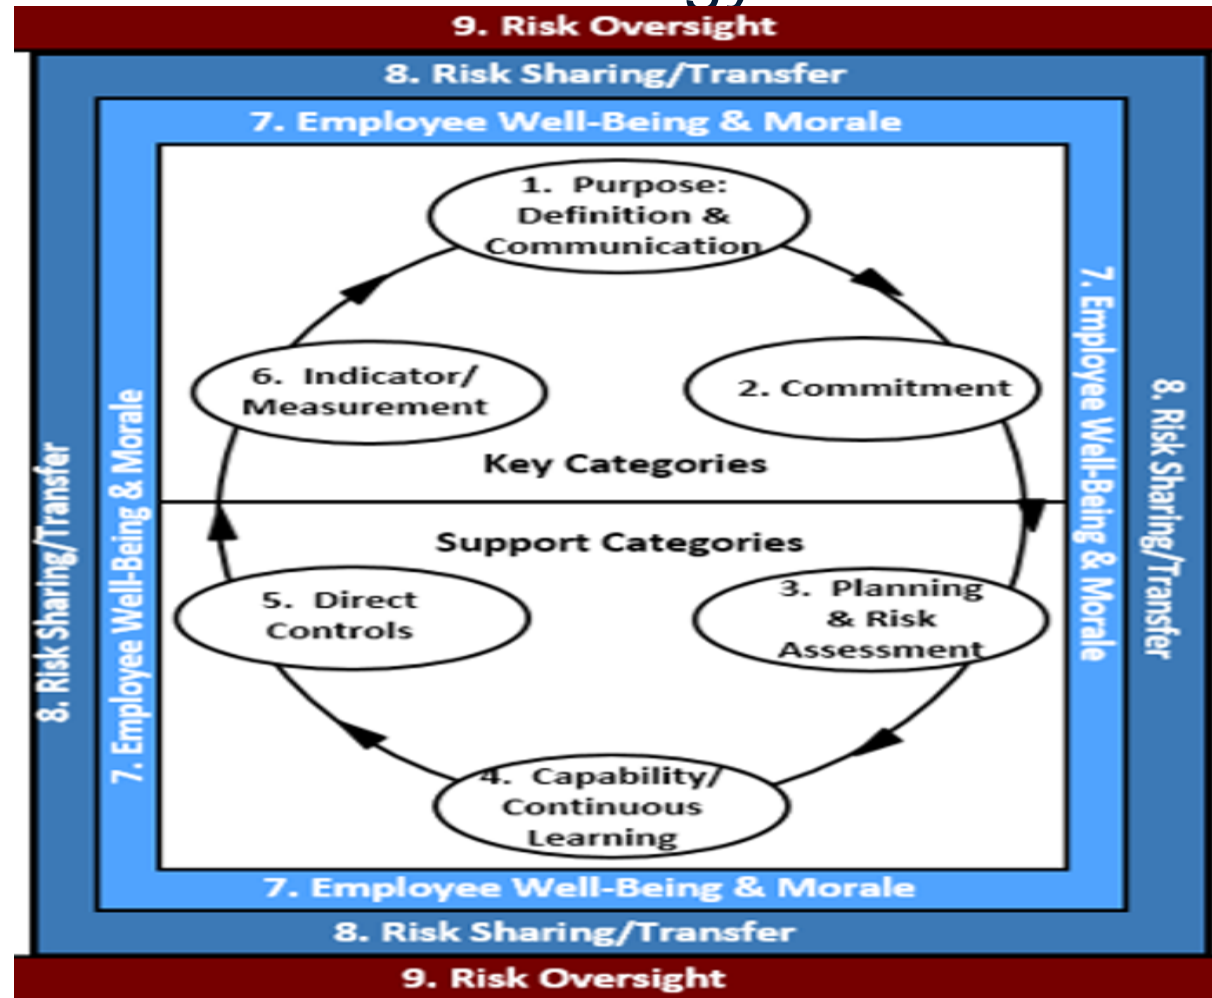 9. Risk Oversight
8. Risk Sharing/Transfer
7. Employee Well-Being & Morale
1. Purpose:
Definition &
Communication
6. Indicator/
Measurement
2. Commitment
Key Categories
Support Categories
5. Direct
Controls
3. Planning
& Risk
Assessment
4. Capability/
Continuous
Learning
8. Risk Sharing/Transfer
7. Employee Well-Being & Morale
7. Employee Well-Being & Morale
8. Risk Sharing/Transfer
7. Employee Well-Being & Morale
8. Risk Sharing/Transfer
9. Risk Oversight